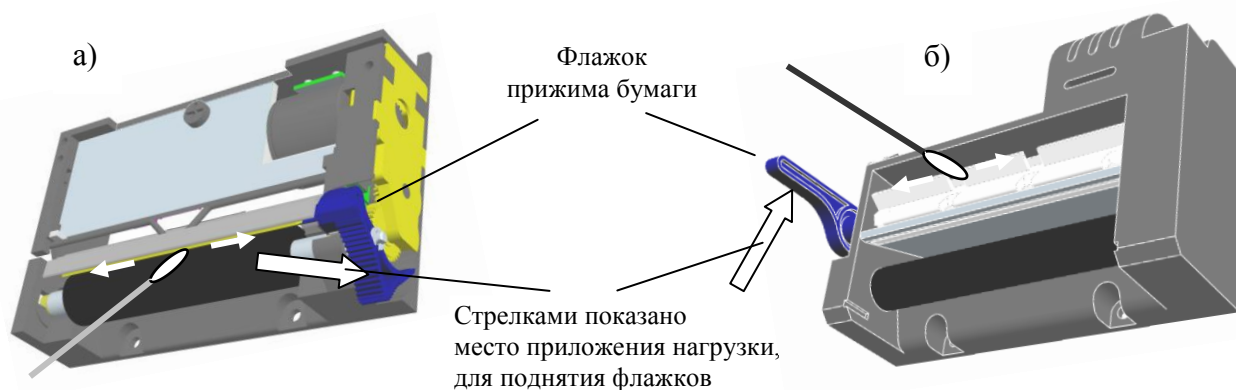 а)
Флажок
прижима бумаги
б)
Стрелками показано
место приложения нагрузки,
для поднятия флажков